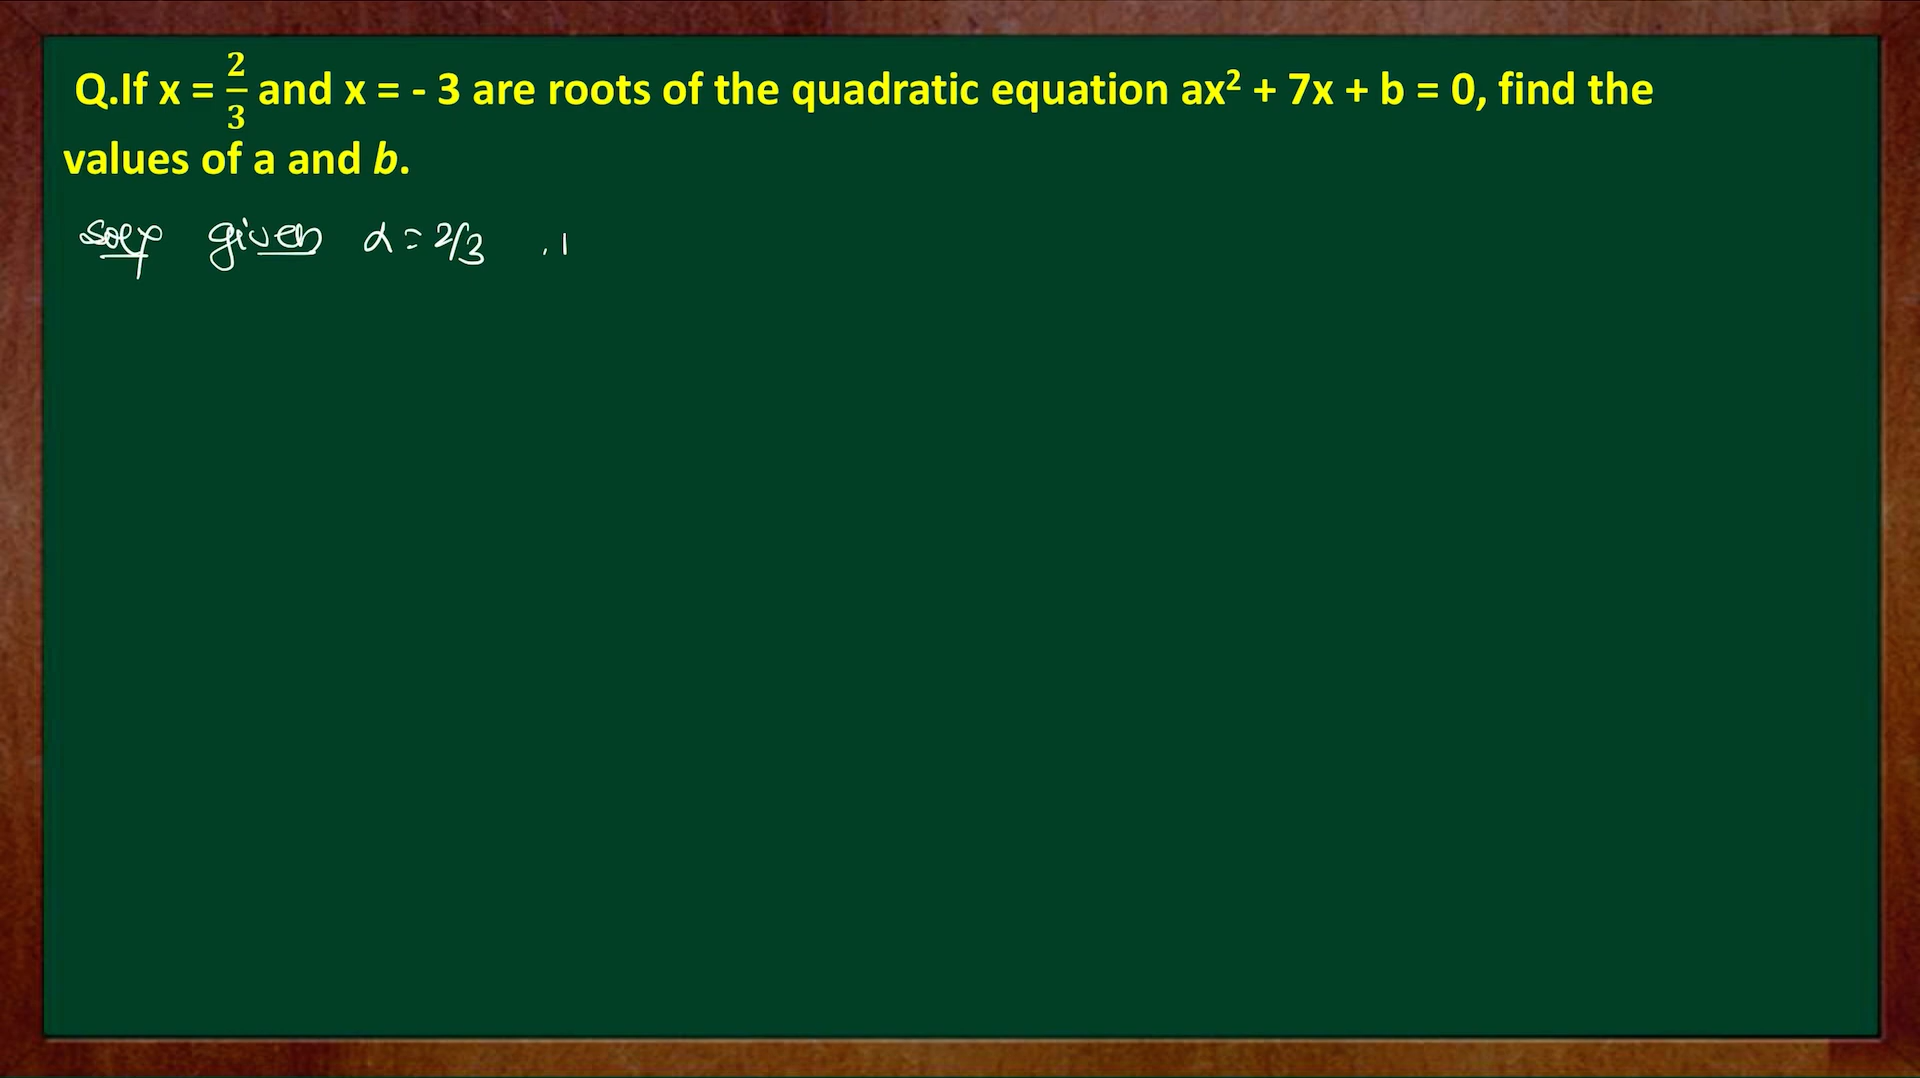 Q.If x = 2/3 and x = - 3 are roots of the quadratic equation ax² + 7x + b = 0, find the
values of a and b.
Soln given α = 2/3 , |